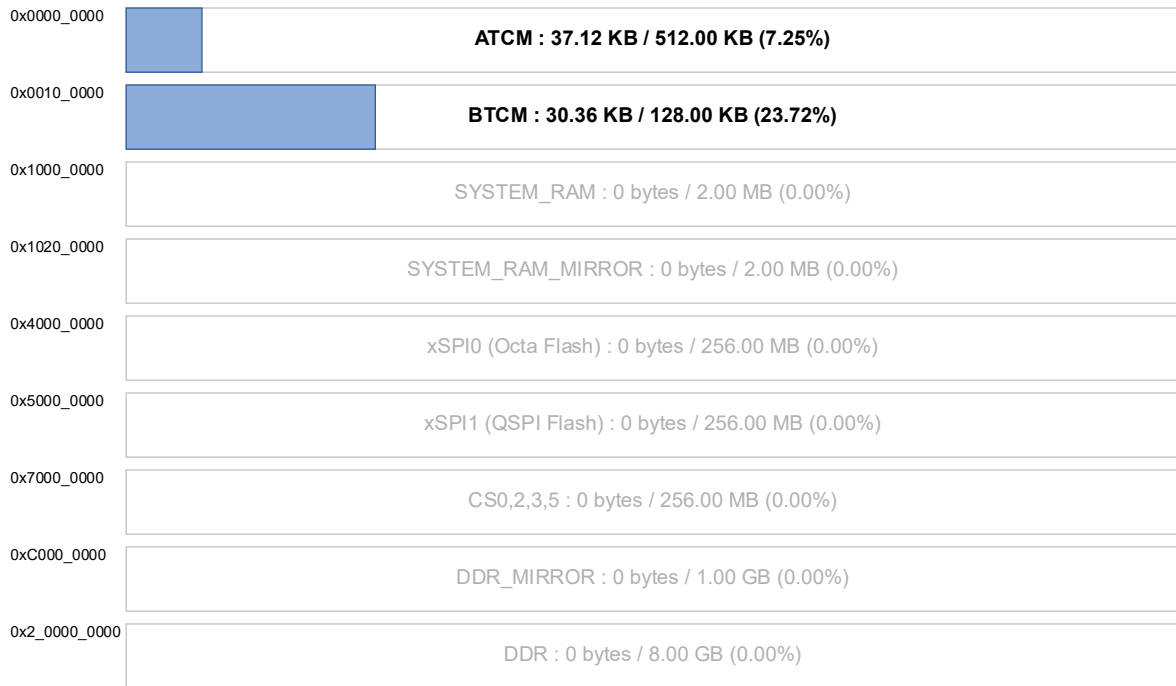 0x0000_0000
ATCM : 37.12 KB / 512.00 KB (7.25%)
0x0010_0000
BTCM : 30.36 KB / 128.00 KB (23.72%)
0x1000_0000
SYSTEM_RAM : 0 bytes / 2.00 MB (0.00%)
0x1020_0000
SYSTEM_RAM_MIRROR : 0 bytes / 2.00 MB (0.00%)
0x4000_0000
xSPI0 (Octa Flash) : 0 bytes / 256.00 MB (0.00%)
0x5000_0000
xSPI1 (QSPI Flash) : 0 bytes / 256.00 MB (0.00%)
0x7000_0000
CS0,2,3,5 : 0 bytes / 256.00 MB (0.00%)
0xC000_0000
DDR_MIRROR : 0 bytes / 1.00 GB (0.00%)
0x2_0000_0000
DDR : 0 bytes / 8.00 GB (0.00%)